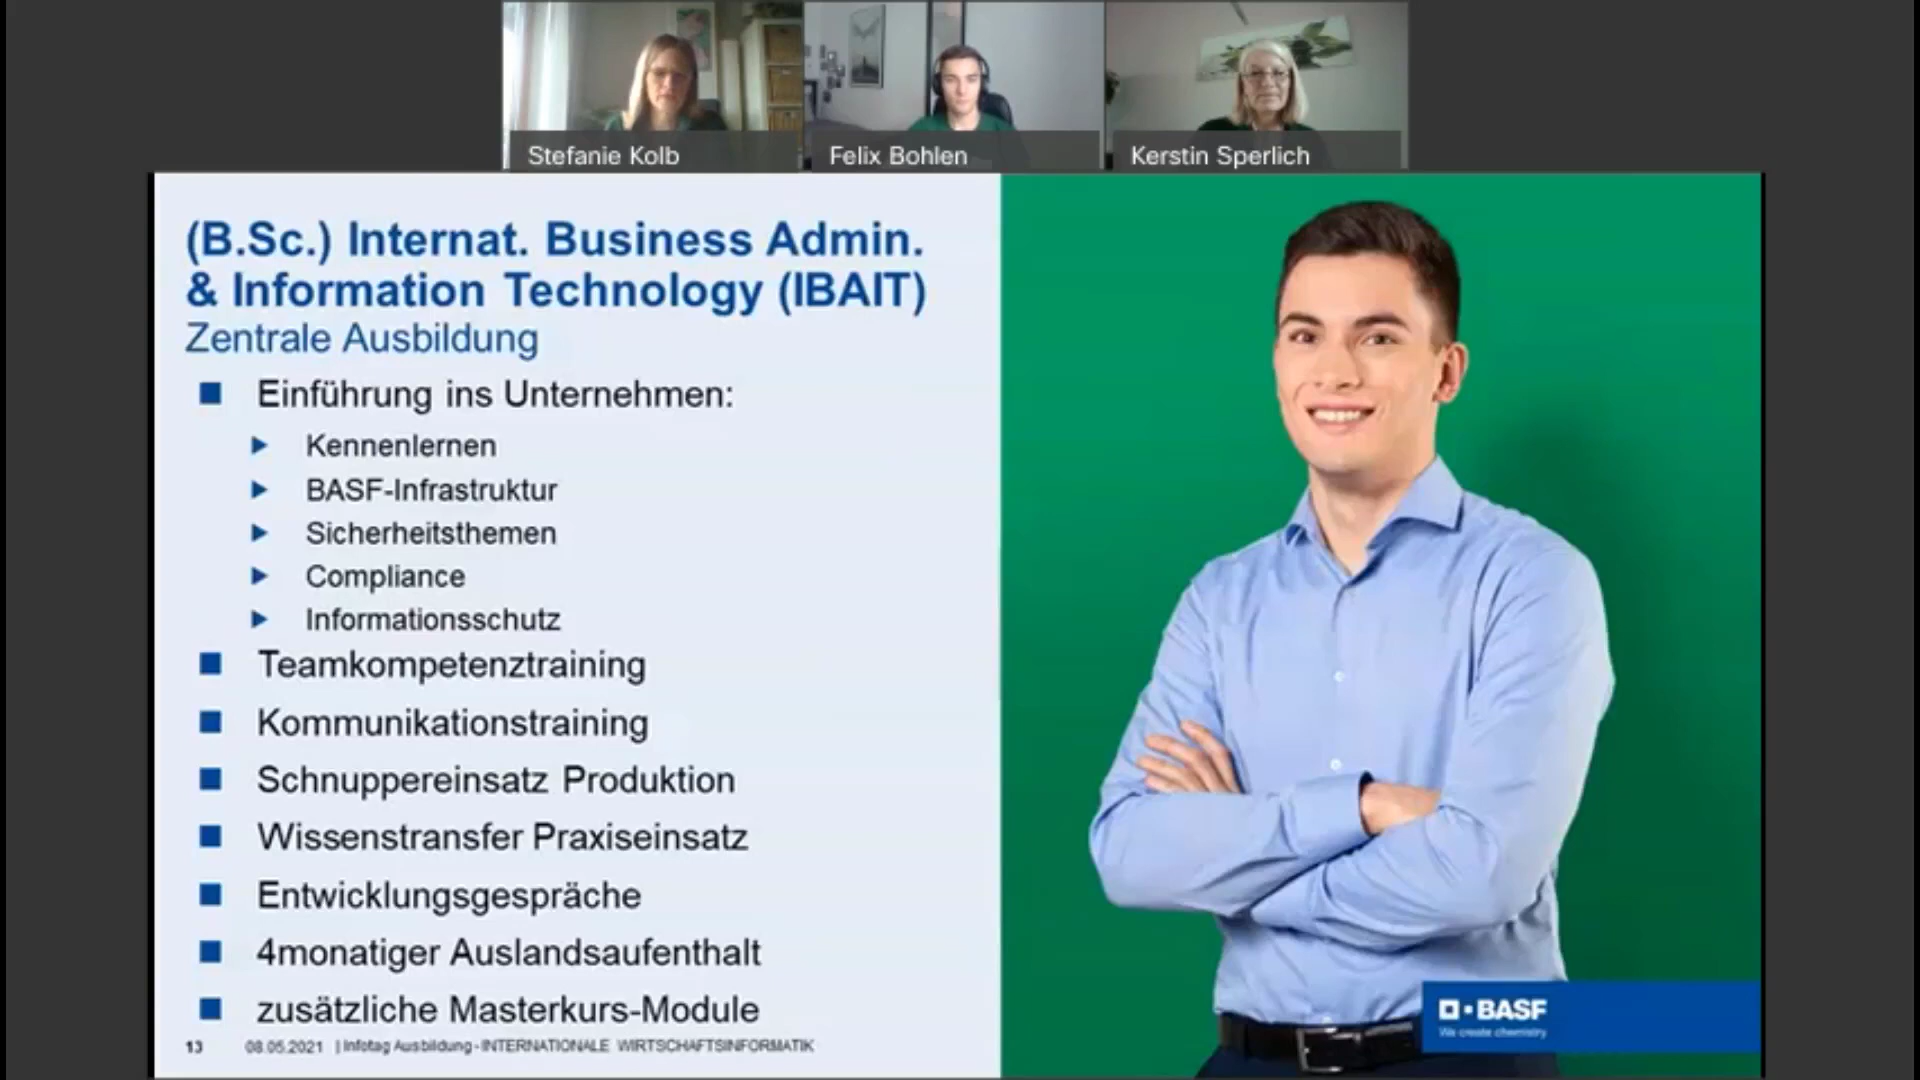 Stefanie Kolb
Felix Bohlen
Kerstin Sperlich
(B.Sc.) Internat. Business Admin.
& Information Technology (IBAIT)
Zentrale Ausbildung
Einführung ins Unternehmen:
Kennenlernen
BASF-Infrastruktur
Sicherheitsthemen
Compliance
Informationsschutz
Teamkompetenztraining
Kommunikationstraining
Schnuppereinsatz Produktion
Wissenstransfer Praxiseinsatz
Entwicklungsgespräche
4monatiger Auslandsaufenthalt
zusätzliche Masterkurs-Module
13 08.05.2021 | Infotag Ausbildung - INTERNATIONALE WIRTSCHAFTSINFORMATIK
BASF
We create chemistry